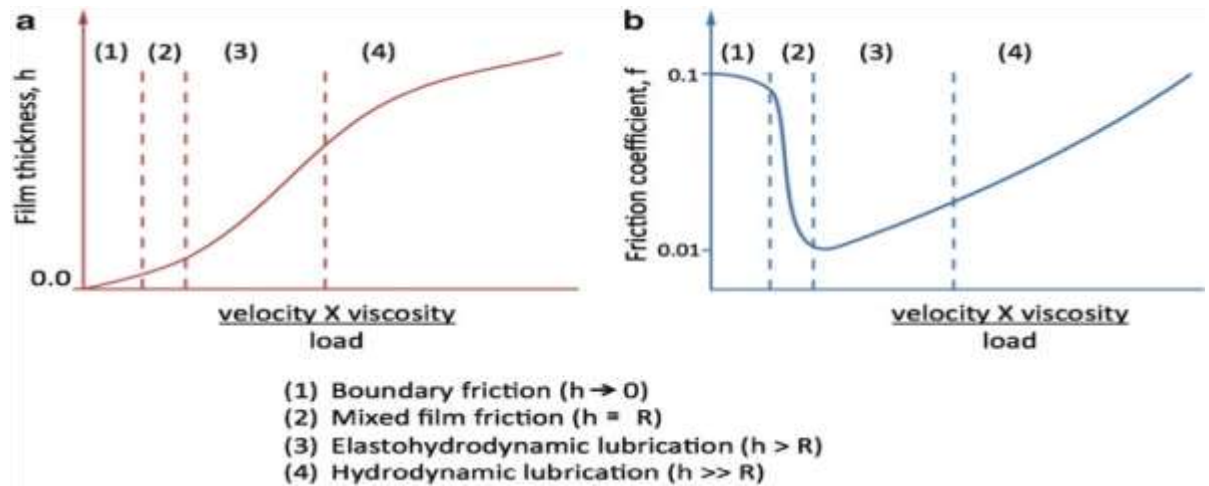 a
(1) (2) (3) (4)
Film thickness, h
0.0
velocity X viscosity
load
b
(1) (2) (3) (4)
0.1
Friction coefficient, f
0.01
velocity X viscosity
load
(1) Boundary friction (h → 0)
(2) Mixed film friction (h = R)
(3) Elastohydrodynamic lubrication (h > R)
(4) Hydrodynamic lubrication (h >> R)